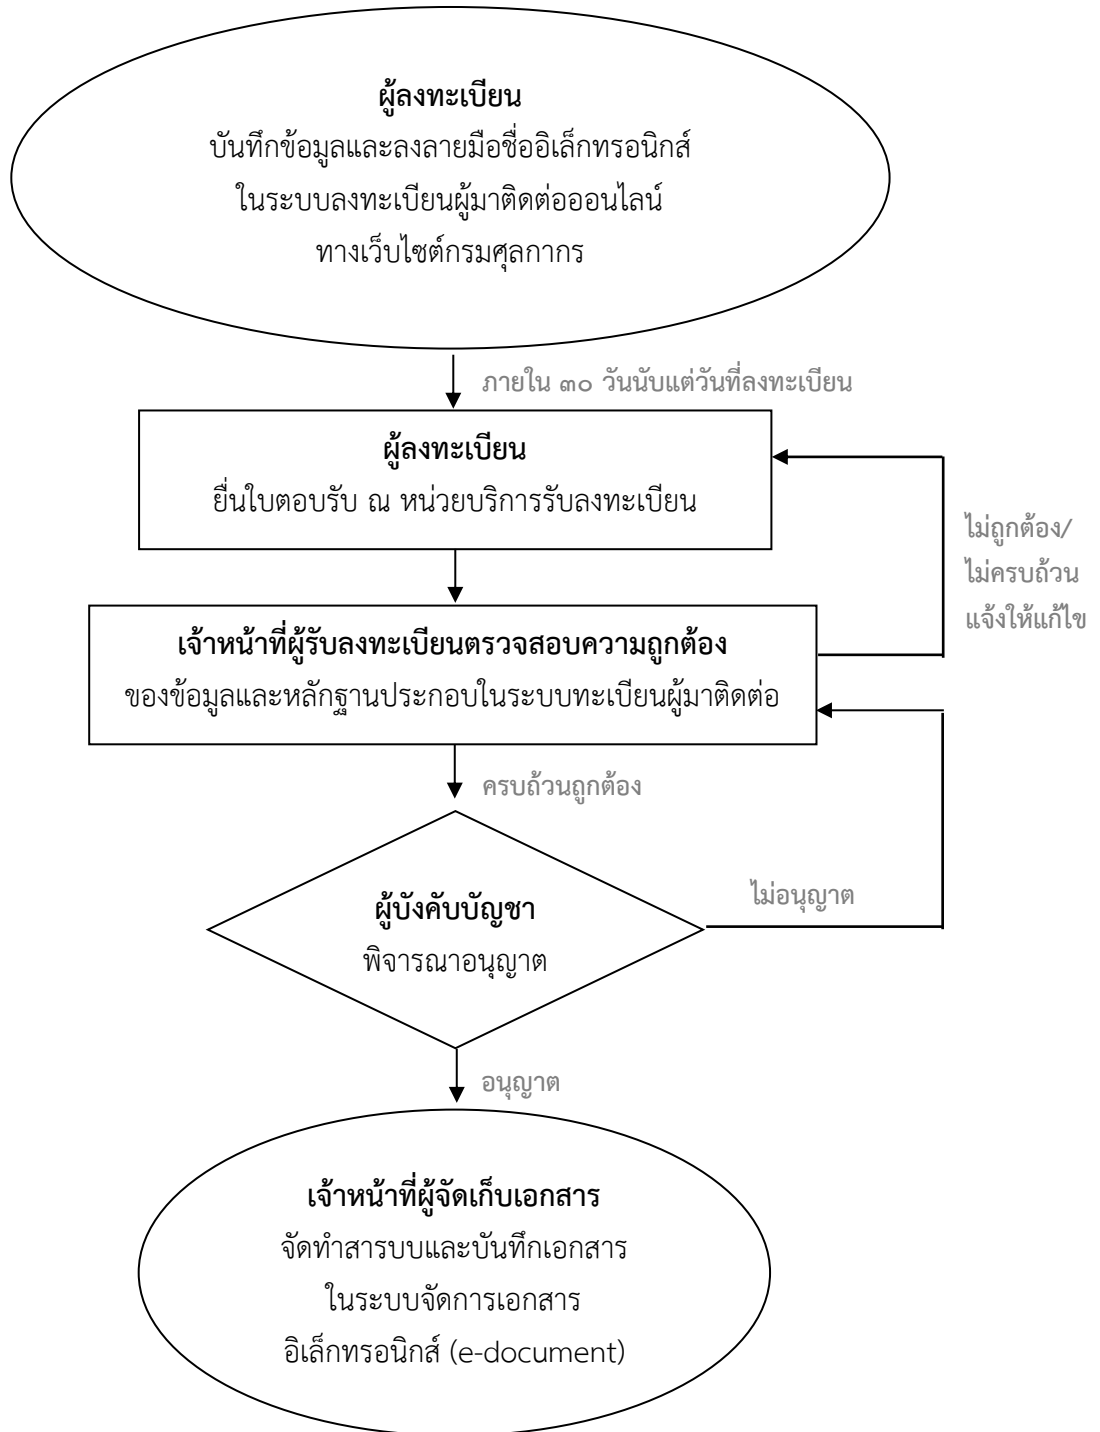 ผู้ลงทะเบียน
บันทึกข้อมูลและลงลายมือชื่ออิเล็กทรอนิกส์
ในระบบลงทะเบียนผู้มาติดต่อออนไลน์
ทางเว็บไซต์กรมศุลกากร
ภายใน ๓๐ วันนับแต่วันที่ลงทะเบียน
ผู้ลงทะเบียน
ยื่นใบตอบรับ ณ หน่วยบริการรับลงทะเบียน
ไม่ถูกต้อง/
ไม่ครบถ้วน
แจ้งให้แก้ไข
เจ้าหน้าที่ผู้รับลงทะเบียนตรวจสอบความถูกต้อง
ของข้อมูลและหลักฐานประกอบในระบบทะเบียนผู้มาติดต่อ
ครบถ้วนถูกต้อง
ผู้บังคับบัญชา
พิจารณาอนุญาต
ไม่อนุญาต
อนุญาต
เจ้าหน้าที่ผู้จัดเก็บเอกสาร
จัดทำสารบบและบันทึกเอกสาร
ในระบบจัดการเอกสาร
อิเล็กทรอนิกส์ (e-document)